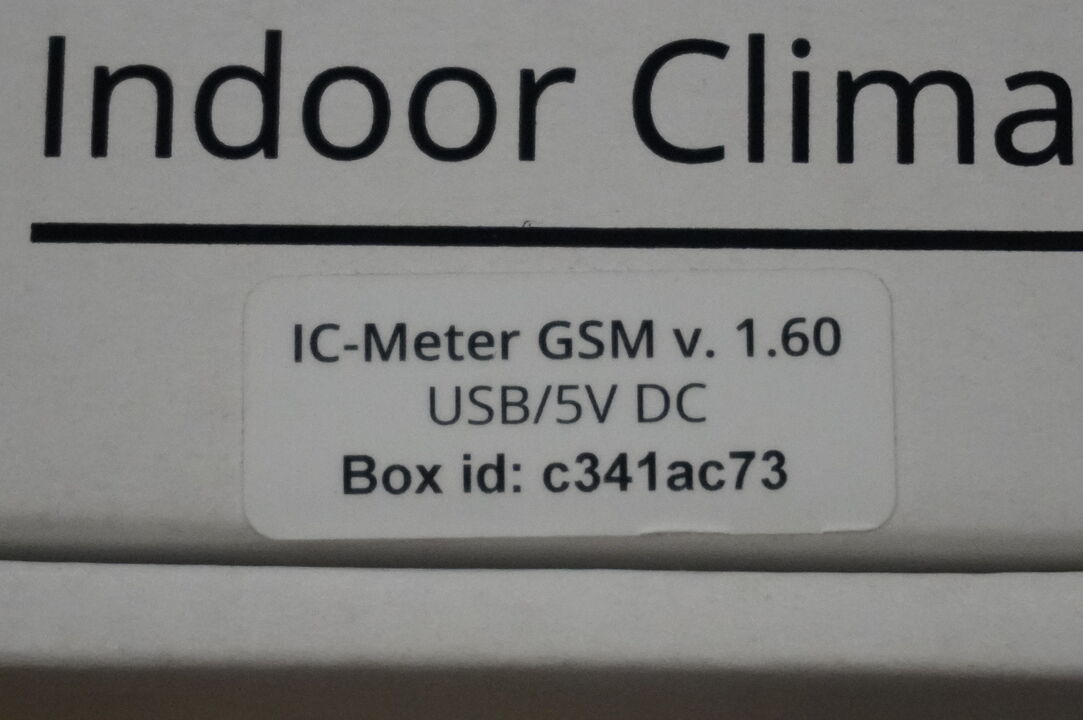 Indoor Clima
IC-Meter GSM v. 1.60
USB/5V DC
Box id: c341ac73